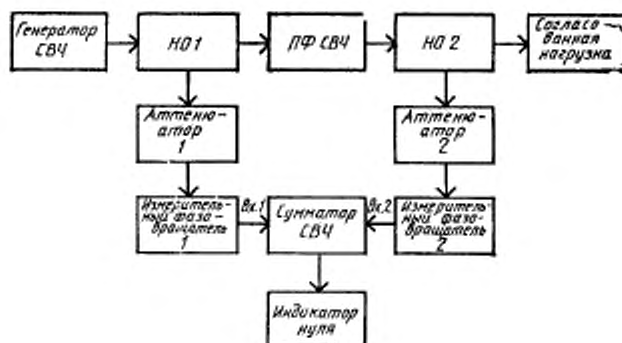 Генератор
СВЧ
НО1
ПФ СВЧ
НО 2
Согласо-
ванная
нагрузка
Аттеню-
атор
1
Аттеню-
атор
2
Измеритель-
ный фазо-
вращатель
1
Вх.1
Сумматор
СВЧ
Вх.2
Измеритель-
ный фазо-
вращатель
2
Индикатор
нуля